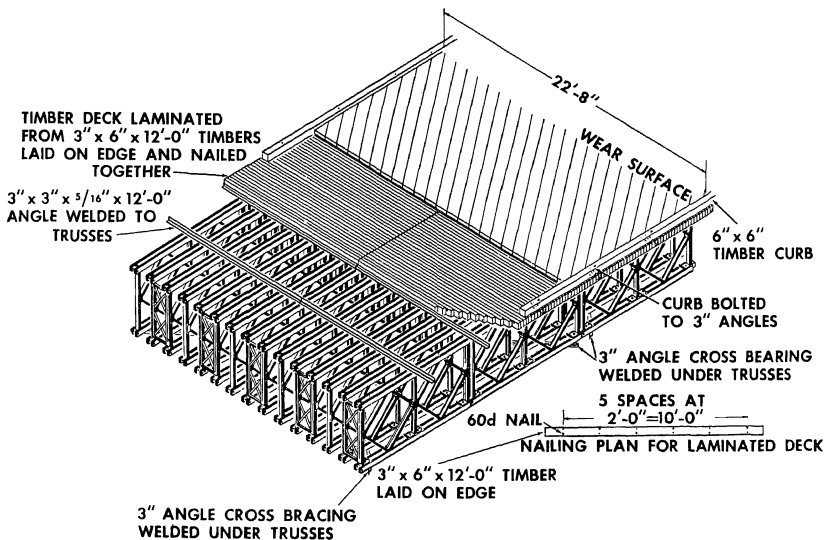 22'-8"
WEAR SURFACE
TIMBER DECK LAMINATED
FROM 3" x 6" x 12'-0" TIMBERS
LAID ON EDGE AND NAILED
TOGETHER
3" x 3" x 5/16" x 12'-0"
ANGLE WELDED TO
TRUSSES
6" x 6"
TIMBER CURB
CURB BOLTED
TO 3" ANGLES
3" ANGLE CROSS BEARING
WELDED UNDER TRUSSES
5 SPACES AT
2'-0"=10'-0"
60d NAIL
NAILING PLAN FOR LAMINATED DECK
3" x 6" x 12'-0" TIMBER
LAID ON EDGE
3" ANGLE CROSS BRACING
WELDED UNDER TRUSSES